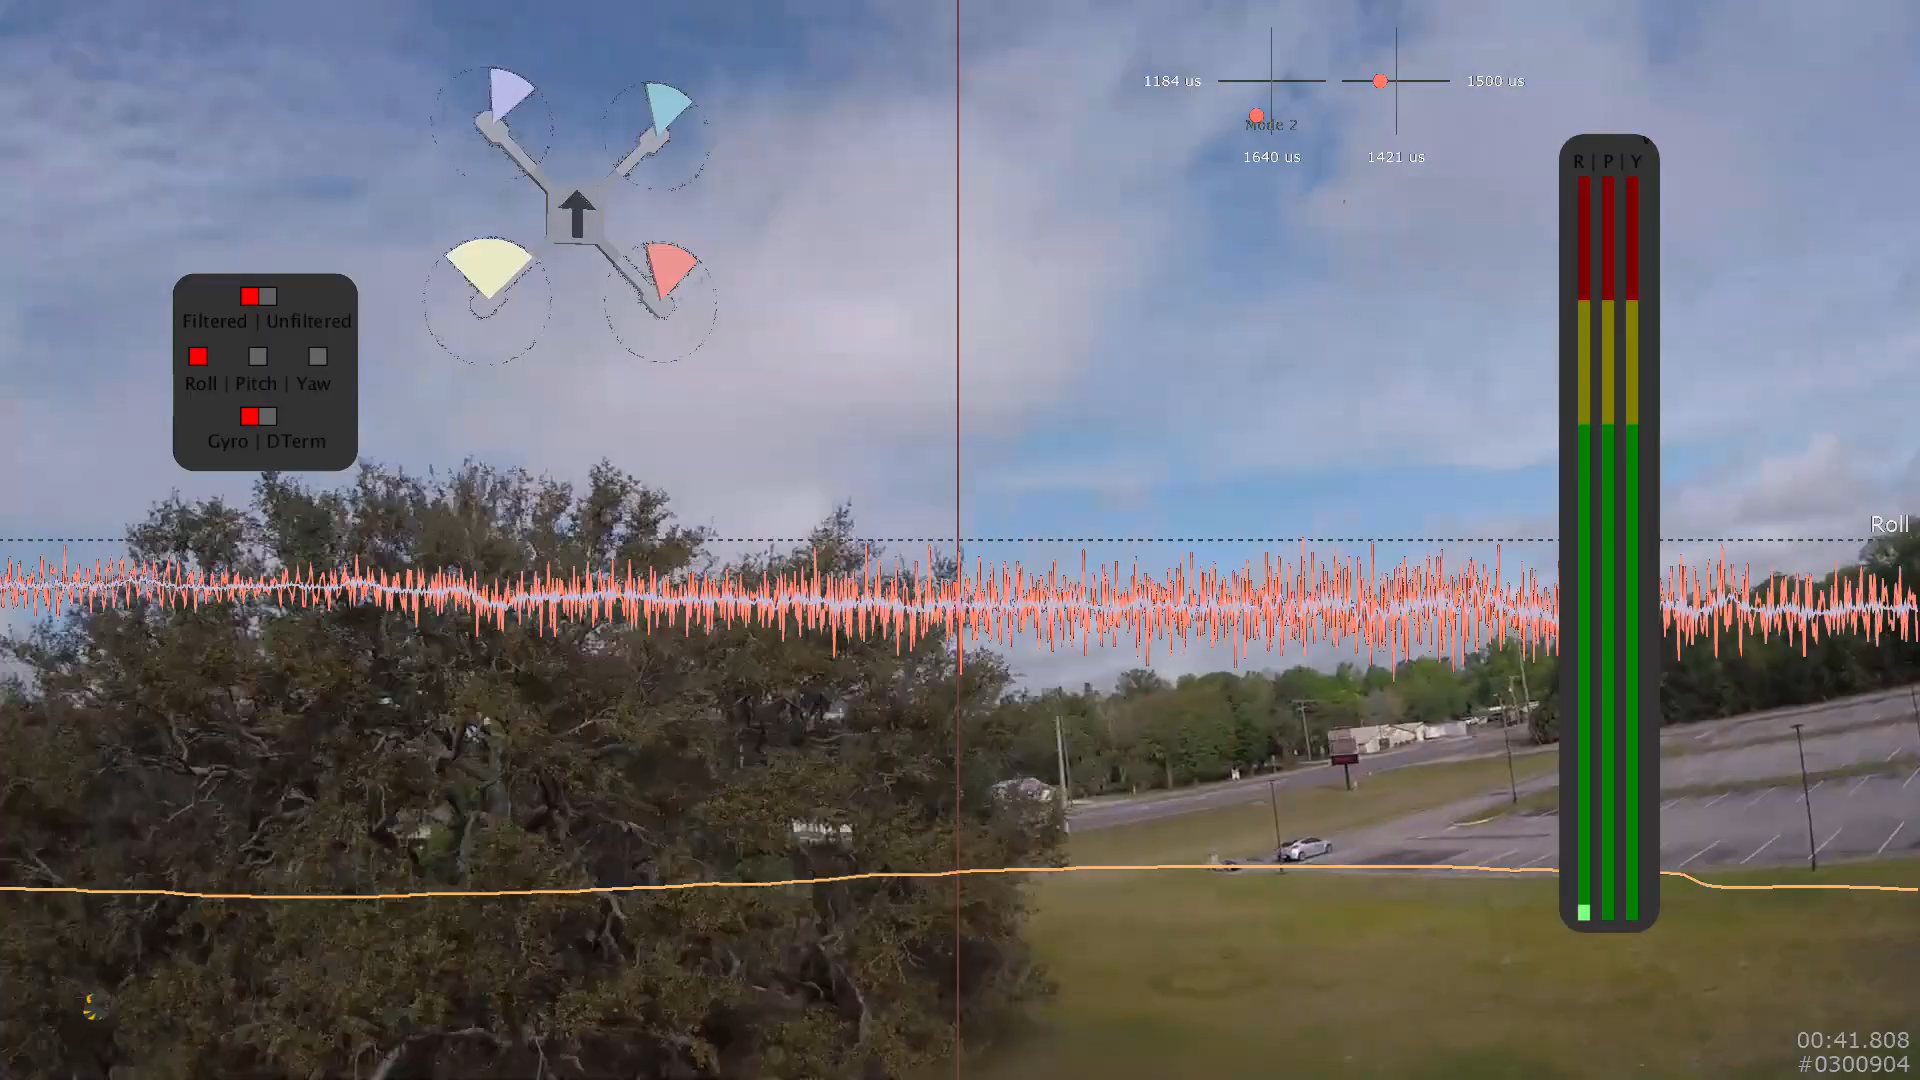 1184 us
1500 us
Mode 2
1640 us
1421 us
R | P | Y
Filtered | Unfiltered
Roll | Pitch | Yaw
Gyro | DTerm
Roll
00:41.808
#0300904